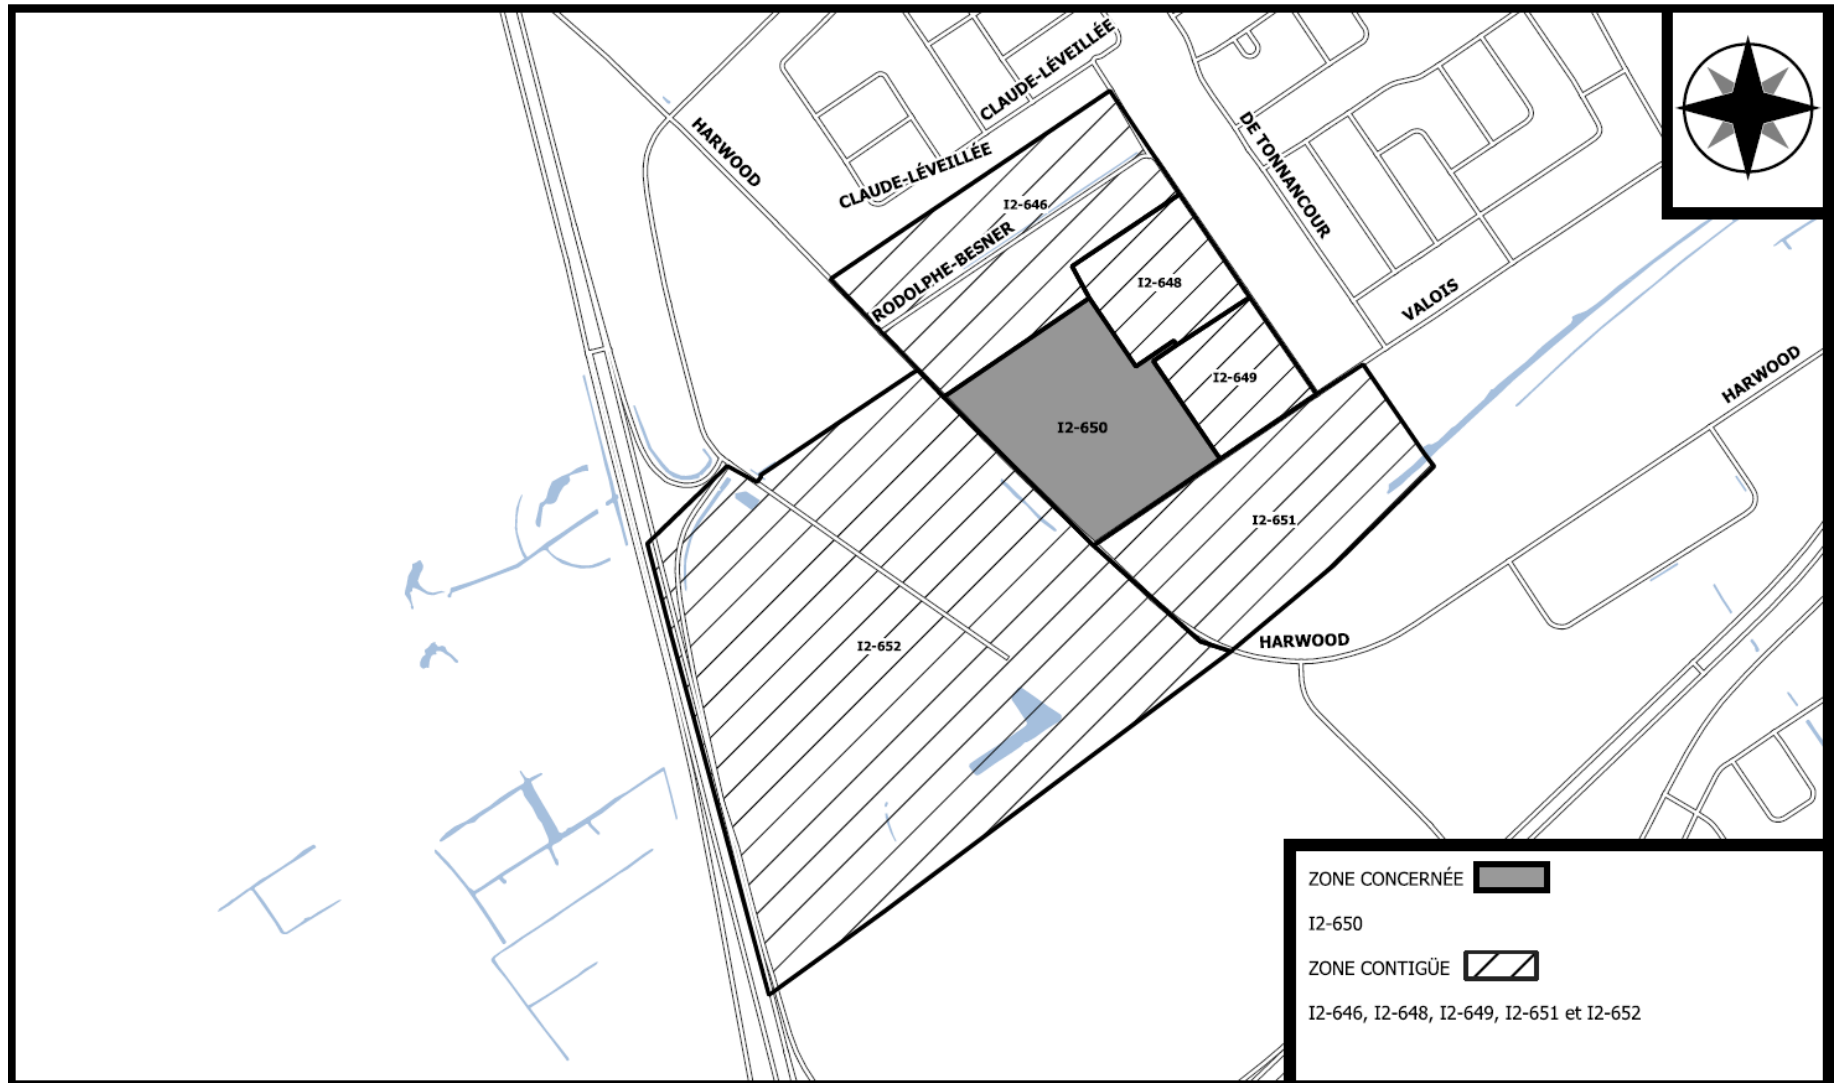 CLAUDE-LÉVEILLÉE
HARWOOD
DE TONNANCOUR
CLAUDE-LÉVEILLÉE
I2-646
RODOLPHE-BESNER
I2-648
VALOIS
HARWOOD
I2-649
I2-650
I2-651
HARWOOD
I2-652
ZONE CONCERNÉE
I2-650
ZONE CONTIGÜE
I2-646, I2-648, I2-649, I2-651 et I2-652